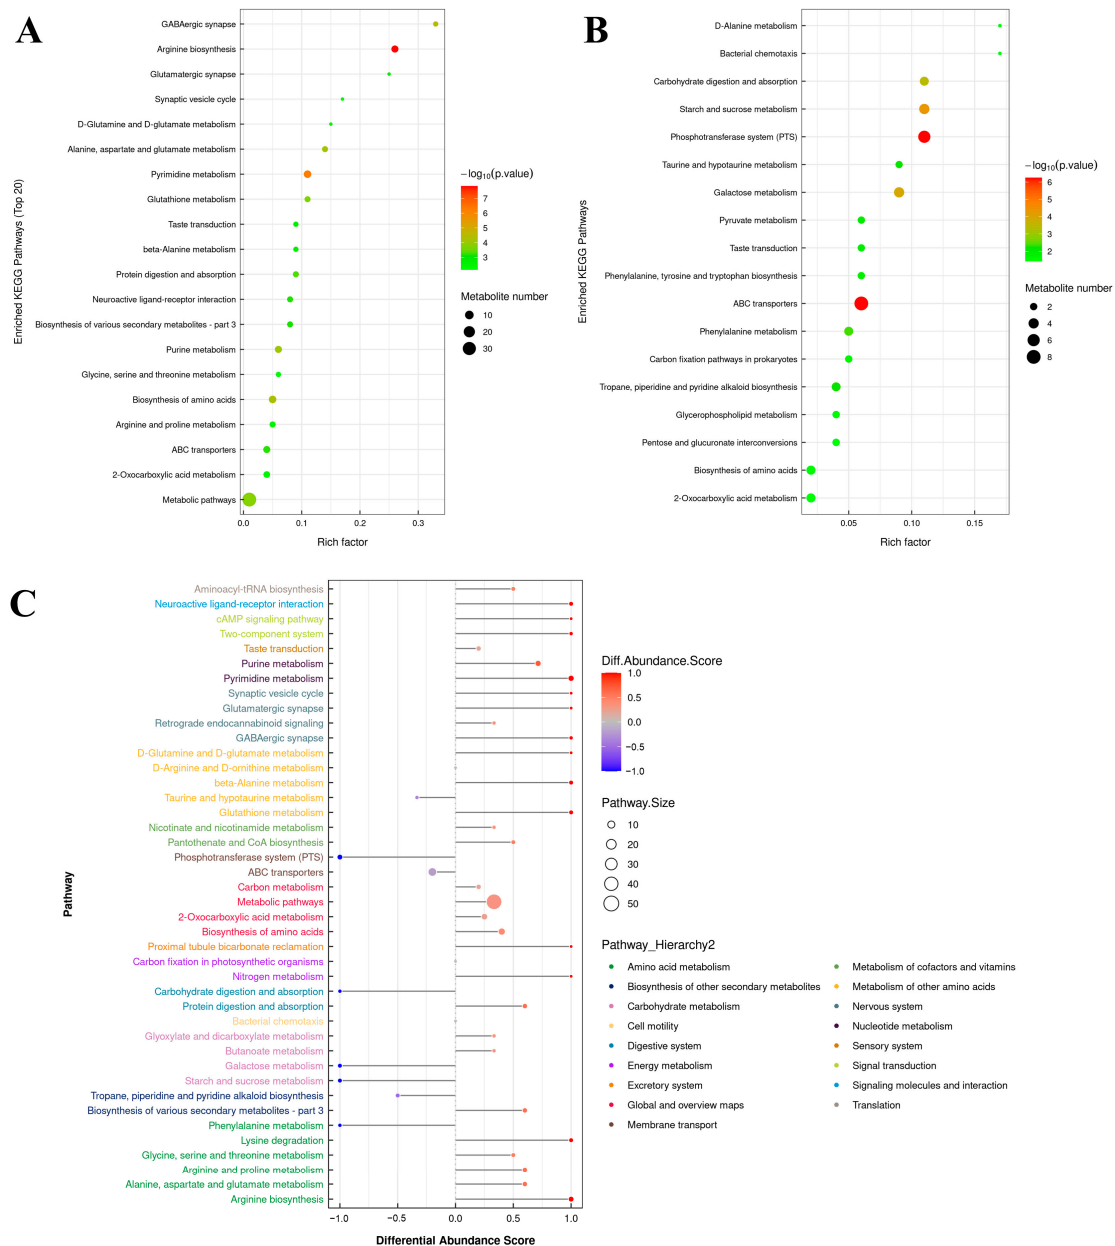 A
Enriched KEGG Pathways (Top 20)
GABAergic synapse
Arginine biosynthesis
Glutamatergic synapse
Synaptic vesicle cycle
D-Glutamine and D-glutamate metabolism
Alanine, aspartate and glutamate metabolism
Pyrimidine metabolism
Glutathione metabolism
Taste transduction
beta-Alanine metabolism
Protein digestion and absorption
Neuroactive ligand-receptor interaction
Biosynthesis of various secondary metabolites - part 3
Purine metabolism
Glycine, serine and threonine metabolism
Biosynthesis of amino acids
Arginine and proline metabolism
ABC transporters
2-Oxocarboxylic acid metabolism
Metabolic pathways
0.0 0.1 0.2 0.3
Rich factor
−log10(p.value)
7
6
5
4
3
Metabolite number
10
20
30
B
Enriched KEGG Pathways
D-Alanine metabolism
Bacterial chemotaxis
Carbohydrate digestion and absorption
Starch and sucrose metabolism
Phosphotransferase system (PTS)
Taurine and hypotaurine metabolism
Galactose metabolism
Pyruvate metabolism
Taste transduction
Phenylalanine, tyrosine and tryptophan biosynthesis
ABC transporters
Phenylalanine metabolism
Carbon fixation pathways in prokaryotes
Tropane, piperidine and pyridine alkaloid biosynthesis
Glycerophospholipid metabolism
Pentose and glucuronate interconversions
Biosynthesis of amino acids
2-Oxocarboxylic acid metabolism
0.05 0.10 0.15
Rich factor
−log10(p.value)
6
5
4
3
2
Metabolite number
2
4
6
8
C
Pathway
Aminoacyl-tRNA biosynthesis
Neuroactive ligand-receptor interaction
cAMP signaling pathway
Two-component system
Taste transduction
Purine metabolism
Pyrimidine metabolism
Synaptic vesicle cycle
Glutamatergic synapse
Retrograde endocannabinoid signaling
GABAergic synapse
D-Glutamine and D-glutamate metabolism
D-Arginine and D-ornithine metabolism
beta-Alanine metabolism
Taurine and hypotaurine metabolism
Glutathione metabolism
Nicotinate and nicotinamide metabolism
Pantothenate and CoA biosynthesis
Phosphotransferase system (PTS)
ABC transporters
Carbon metabolism
Metabolic pathways
2-Oxocarboxylic acid metabolism
Biosynthesis of amino acids
Proximal tubule bicarbonate reclamation
Carbon fixation in photosynthetic organisms
Nitrogen metabolism
Carbohydrate digestion and absorption
Protein digestion and absorption
Bacterial chemotaxis
Glyoxylate and dicarboxylate metabolism
Butanoate metabolism
Galactose metabolism
Starch and sucrose metabolism
Tropane, piperidine and pyridine alkaloid biosynthesis
Biosynthesis of various secondary metabolites - part 3
Phenylalanine metabolism
Lysine degradation
Glycine, serine and threonine metabolism
Arginine and proline metabolism
Alanine, aspartate and glutamate metabolism
Arginine biosynthesis
−1.0 −0.5 0.0 0.5 1.0
Differential Abundance Score
Diff.Abundance.Score
1.0
0.5
0.0
−0.5
−1.0
Pathway.Size
10
20
30
40
50
Pathway_Hierarchy2
Amino acid metabolism
Biosynthesis of other secondary metabolites
Carbohydrate metabolism
Cell motility
Digestive system
Energy metabolism
Excretory system
Global and overview maps
Membrane transport
Metabolism of cofactors and vitamins
Metabolism of other amino acids
Nervous system
Nucleotide metabolism
Sensory system
Signal transduction
Signaling molecules and interaction
Translation